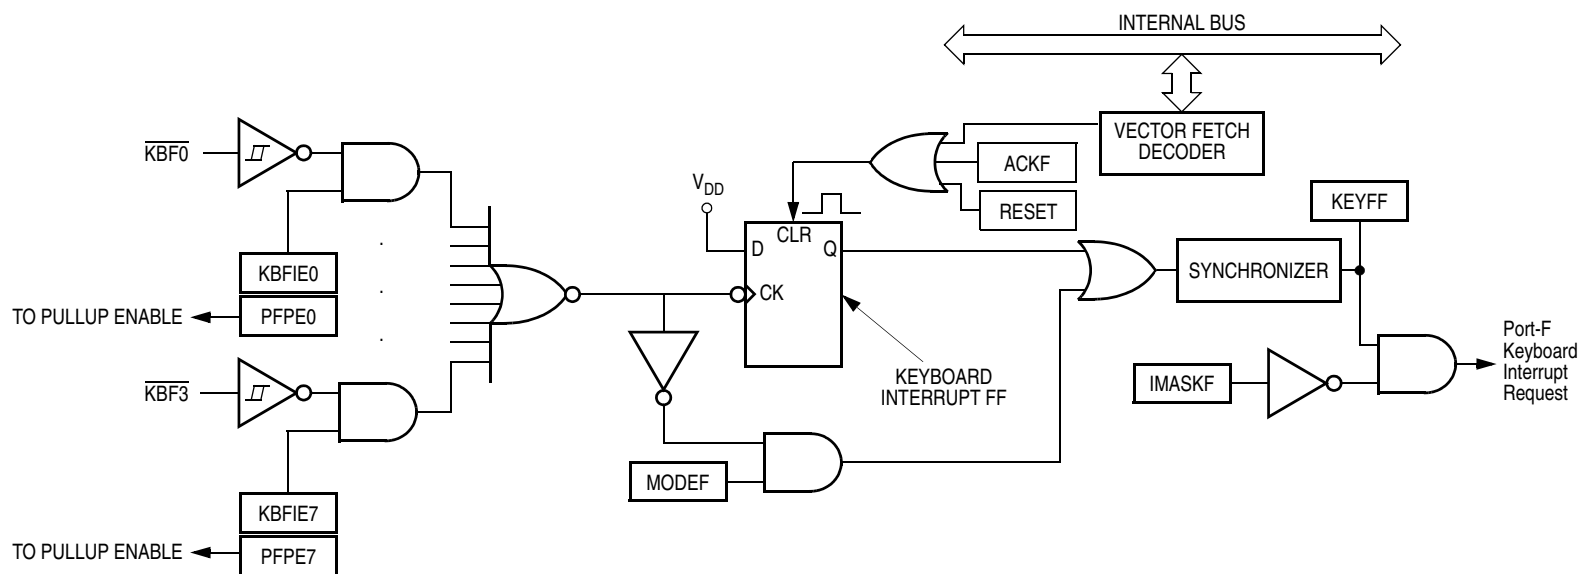 INTERNAL BUS
VECTOR FETCH
DECODER
KBF0
ACKF
VDD
KEYFF
RESET
CLR
D
Q
KBFIE0
SYNCHRONIZER
CK
TO PULLUP ENABLE
PFPE0
Port-F
Keyboard
Interrupt
Request
KBF3
KEYBOARD
INTERRUPT FF
IMASKF
MODEF
KBFIE7
TO PULLUP ENABLE
PFPE7